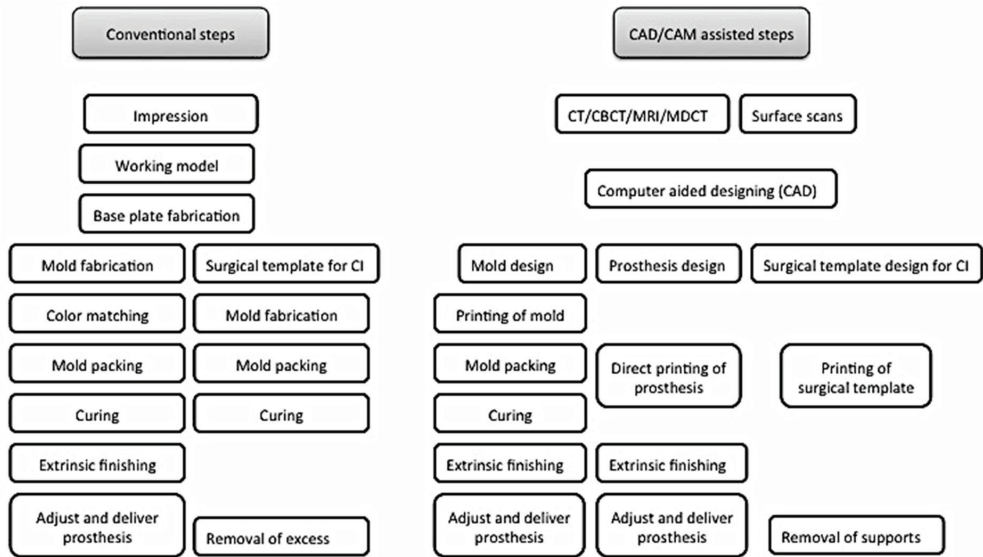 Conventional steps
CAD/CAM assisted steps
Impression
CT/CBCT/MRI/MDCT
Surface scans
Working model
Computer aided designing (CAD)
Base plate fabrication
Mold fabrication
Surgical template for CI
Mold design
Prosthesis design
Surgical template design for CI
Color matching
Mold fabrication
Printing of mold
Mold packing
Mold packing
Mold packing
Direct printing of
prosthesis
Printing of
surgical template
Curing
Curing
Curing
Extrinsic finishing
Extrinsic finishing
Extrinsic finishing
Adjust and deliver
prosthesis
Removal of excess
Adjust and deliver
prosthesis
Adjust and deliver
prosthesis
Removal of supports